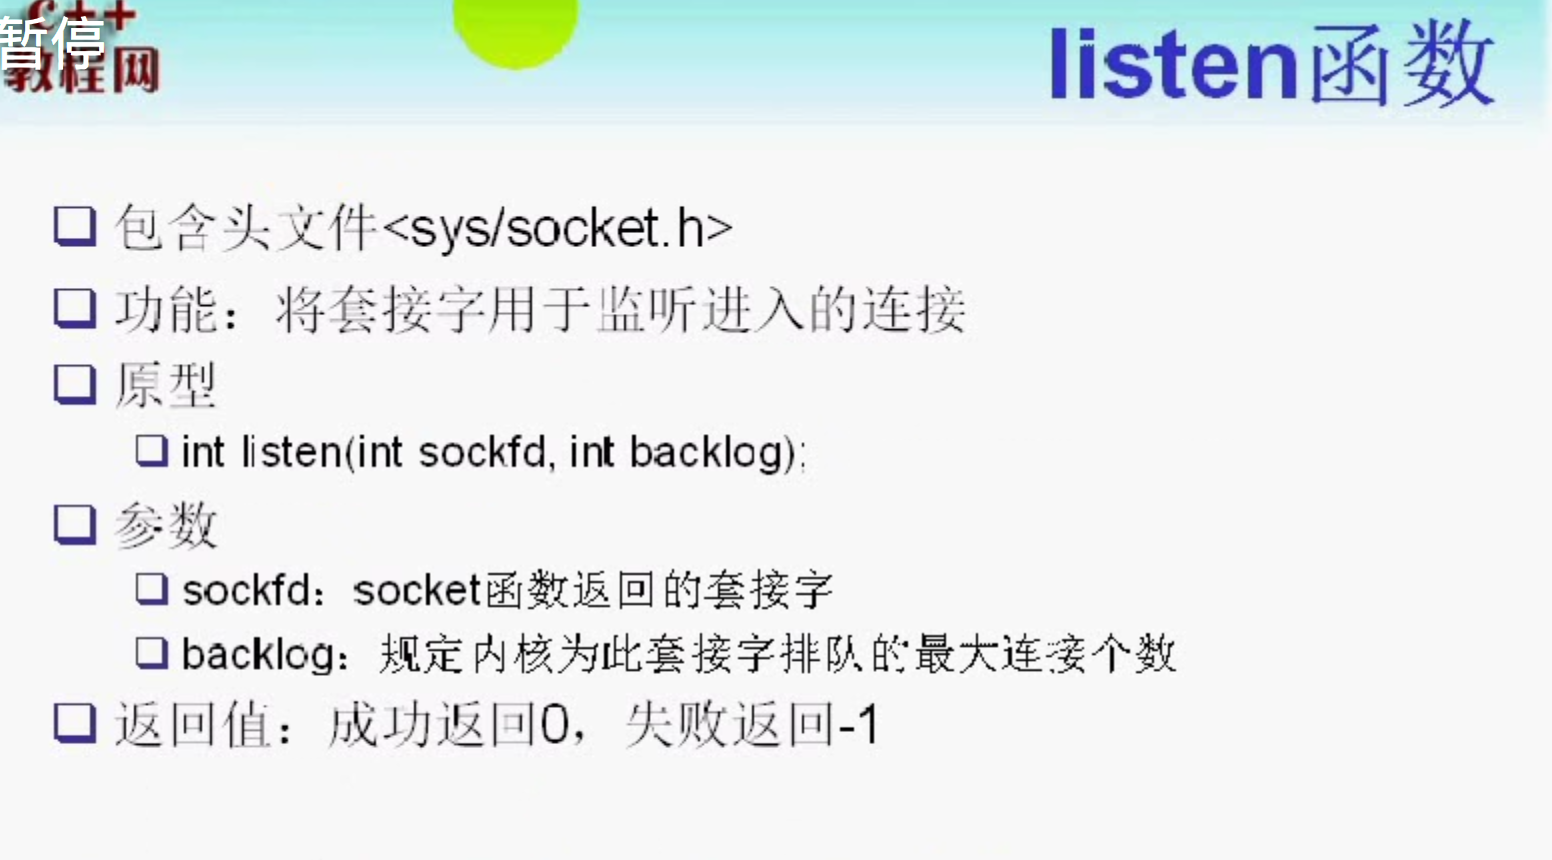 C++
暂停
教程网
listen函数
包含头文件<sys/socket.h>
功能：将套接字用于监听进入的连接
原型
int listen(int sockfd, int backlog);
参数
sockfd：socket函数返回的套接字
backlog：规定内核为此套接字排队的最大连接个数
返回值：成功返回0，失败返回-1